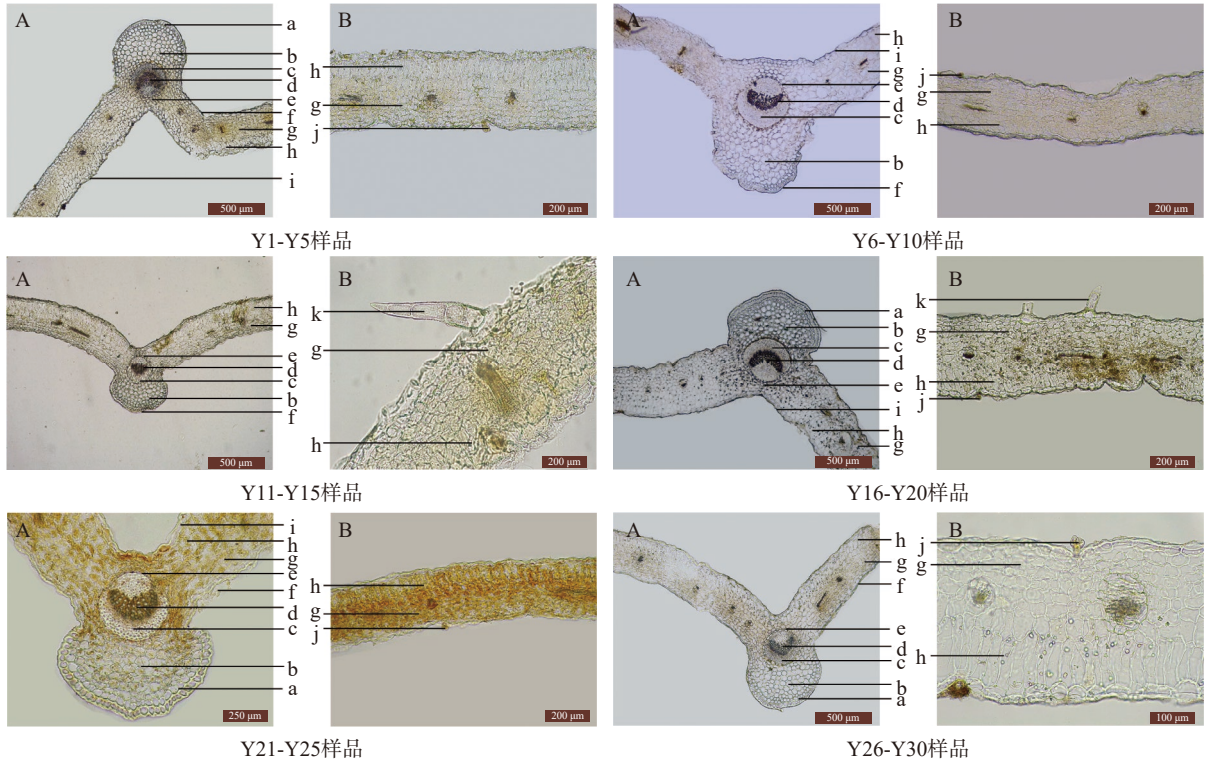 A
a
b
c
d
e
f
g
h
i
500 μm
B
h
g
j
200 μm
Y1-Y5样品
A
h
i
g
e
d
c
b
f
500 μm
B
j
g
h
200 μm
Y6-Y10样品
A
h
g
e
d
c
b
f
500 μm
B
k
g
h
200 μm
Y11-Y15样品
A
a
b
c
d
e
i
h
g
500 μm
B
k
g
h
j
200 μm
Y16-Y20样品
A
i
h
g
e
f
d
c
b
a
250 μm
B
h
g
j
200 μm
Y21-Y25样品
A
h
g
f
e
d
c
b
a
500 μm
B
j
g
h
100 μm
Y26-Y30样品